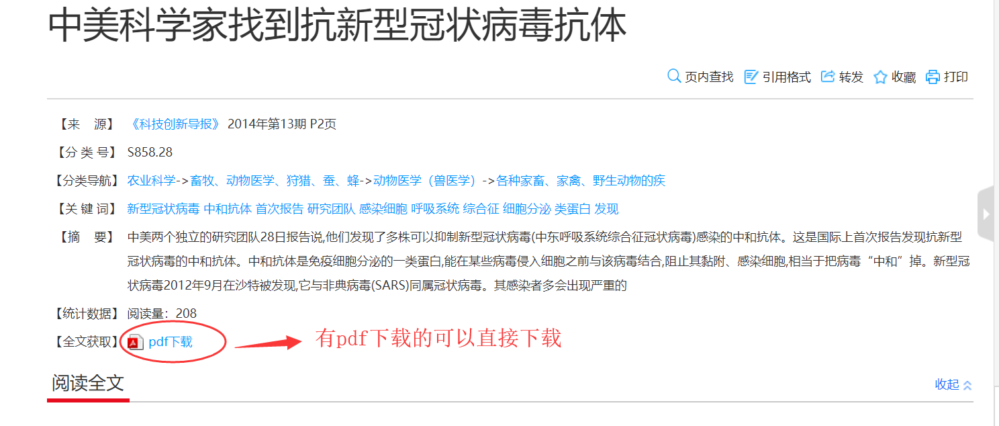 中美科学家找到抗新型冠状病毒抗体
页内查找 引用格式 转发 收藏 打印
【来 源】 《科技创新导报》 2014年第13期 P2页
【分 类 号】 S858.28
【分类导航】 农业科学->畜牧、动物医学、狩猎、蚕、蜂->动物医学（兽医学）->各种家畜、家禽、野生动物的疾
【关 键 词】 新型冠状病毒 中和抗体 首次报告 研究团队 感染细胞 呼吸系统 综合征 细胞分泌 类蛋白 发现
【摘 要】 中美两个独立的研究团队28日报告说,他们发现了多株可以抑制新型冠状病毒(中东呼吸系统综合征冠状病毒)感染的中和抗体。这是国际上首次报告发现抗新型
冠状病毒的中和抗体。中和抗体是免疫细胞分泌的一类蛋白,能在某些病毒侵入细胞之前与该病毒结合,阻止其黏附、感染细胞,相当于把病毒“中和”掉。新型冠
状病毒2012年9月在沙特被发现,它与非典病毒(SARS)同属冠状病毒。其感染者多会出现严重的
【统计数据】 阅读量：208
【全文获取】 pdf下载 有pdf下载的可以直接下载
阅读全文 收起